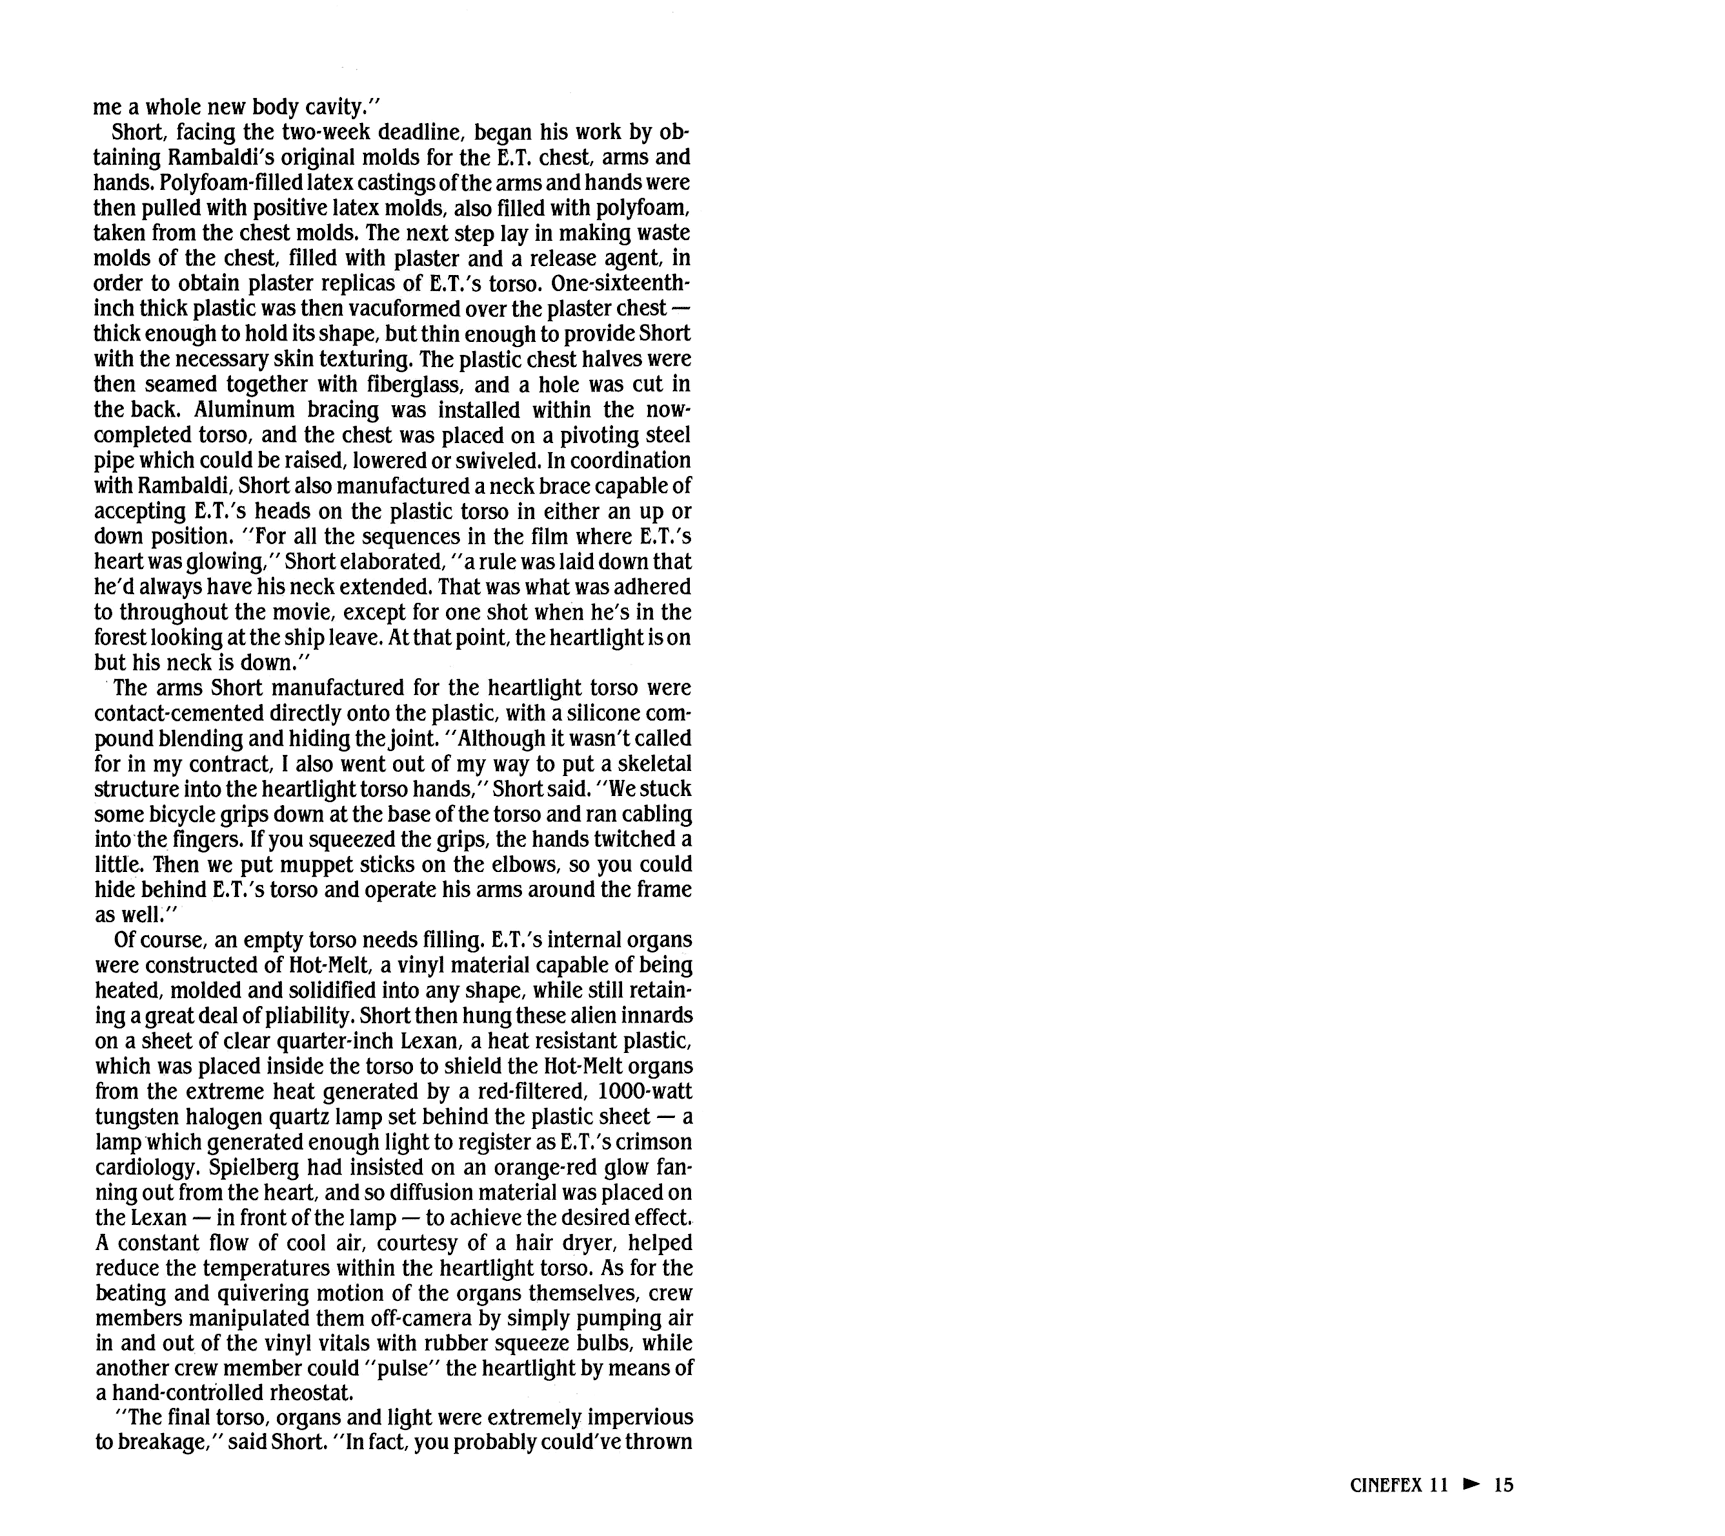 me a whole new body cavity."
Short, facing the two-week deadline, began his work by ob-
taining Rambaldi's original molds for the E.T. chest, arms and
hands. Polyfoam-filled latex castings of the arms and hands were
then pulled with positive latex molds, also filled with polyfoam,
taken from the chest molds. The next step lay in making waste
molds of the chest, filled with plaster and a release agent, in
order to obtain plaster replicas of E.T.'s torso. One-sixteenth-
inch thick plastic was then vacuformed over the plaster chest —
thick enough to hold its shape, but thin enough to provide Short
with the necessary skin texturing. The plastic chest halves were
then seamed together with fiberglass, and a hole was cut in
the back. Aluminum bracing was installed within the now-
completed torso, and the chest was placed on a pivoting steel
pipe which could be raised, lowered or swiveled. In coordination
with Rambaldi, Short also manufactured a neck brace capable of
accepting E.T.'s heads on the plastic torso in either an up or
down position. "For all the sequences in the film where E.T.'s
heart was glowing," Short elaborated, "a rule was laid down that
he'd always have his neck extended. That was what was adhered
to throughout the movie, except for one shot when he's in the
forest looking at the ship leave. At that point, the heartlight is on
but his neck is down."
The arms Short manufactured for the heartlight torso were
contact-cemented directly onto the plastic, with a silicone com-
pound blending and hiding the joint. "Although it wasn't called
for in my contract, I also went out of my way to put a skeletal
structure into the heartlight torso hands," Short said. "We stuck
some bicycle grips down at the base of the torso and ran cabling
into the fingers. If you squeezed the grips, the hands twitched a
little. Then we put muppet sticks on the elbows, so you could
hide behind E.T.'s torso and operate his arms around the frame
as well."
Of course, an empty torso needs filling. E.T.'s internal organs
were constructed of Hot-Melt, a vinyl material capable of being
heated, molded and solidified into any shape, while still retain-
ing a great deal of pliability. Short then hung these alien innards
on a sheet of clear quarter-inch Lexan, a heat resistant plastic,
which was placed inside the torso to shield the Hot-Melt organs
from the extreme heat generated by a red-filtered, 1000-watt
tungsten halogen quartz lamp set behind the plastic sheet — a
lamp which generated enough light to register as E.T.'s crimson
cardiology. Spielberg had insisted on an orange-red glow fan-
ning out from the heart, and so diffusion material was placed on
the Lexan — in front of the lamp — to achieve the desired effect.
A constant flow of cool air, courtesy of a hair dryer, helped
reduce the temperatures within the heartlight torso. As for the
beating and quivering motion of the organs themselves, crew
members manipulated them off-camera by simply pumping air
in and out of the vinyl vitals with rubber squeeze bulbs, while
another crew member could "pulse" the heartlight by means of
a hand-controlled rheostat.
"The final torso, organs and light were extremely impervious
to breakage," said Short. "In fact, you probably could've thrown
CINEFEX 11 ► 15